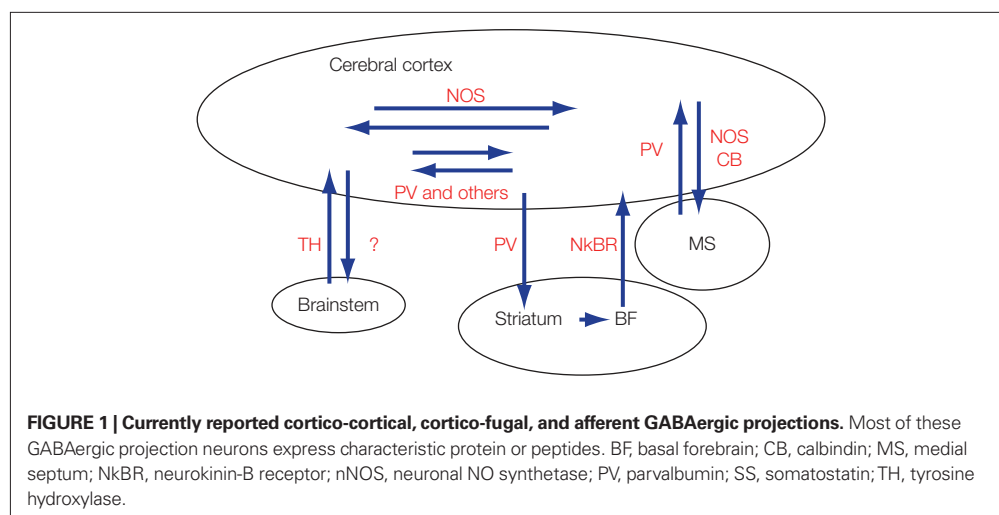 Cerebral cortex
NOS
PV
NOS
CB
PV and others
TH
?
PV
NkBR
MS
Brainstem
Striatum
BF
FIGURE 1 | Currently reported cortico-cortical, cortico-fugal, and afferent GABAergic projections. Most of these
GABAergic projection neurons express characteristic protein or peptides. BF, basal forebrain; CB, calbindin; MS, medial
septum; NkBR, neurokinin-B receptor; nNOS, neuronal NO synthetase; PV, parvalbumin; SS, somatostatin; TH, tyrosine
hydroxylase.